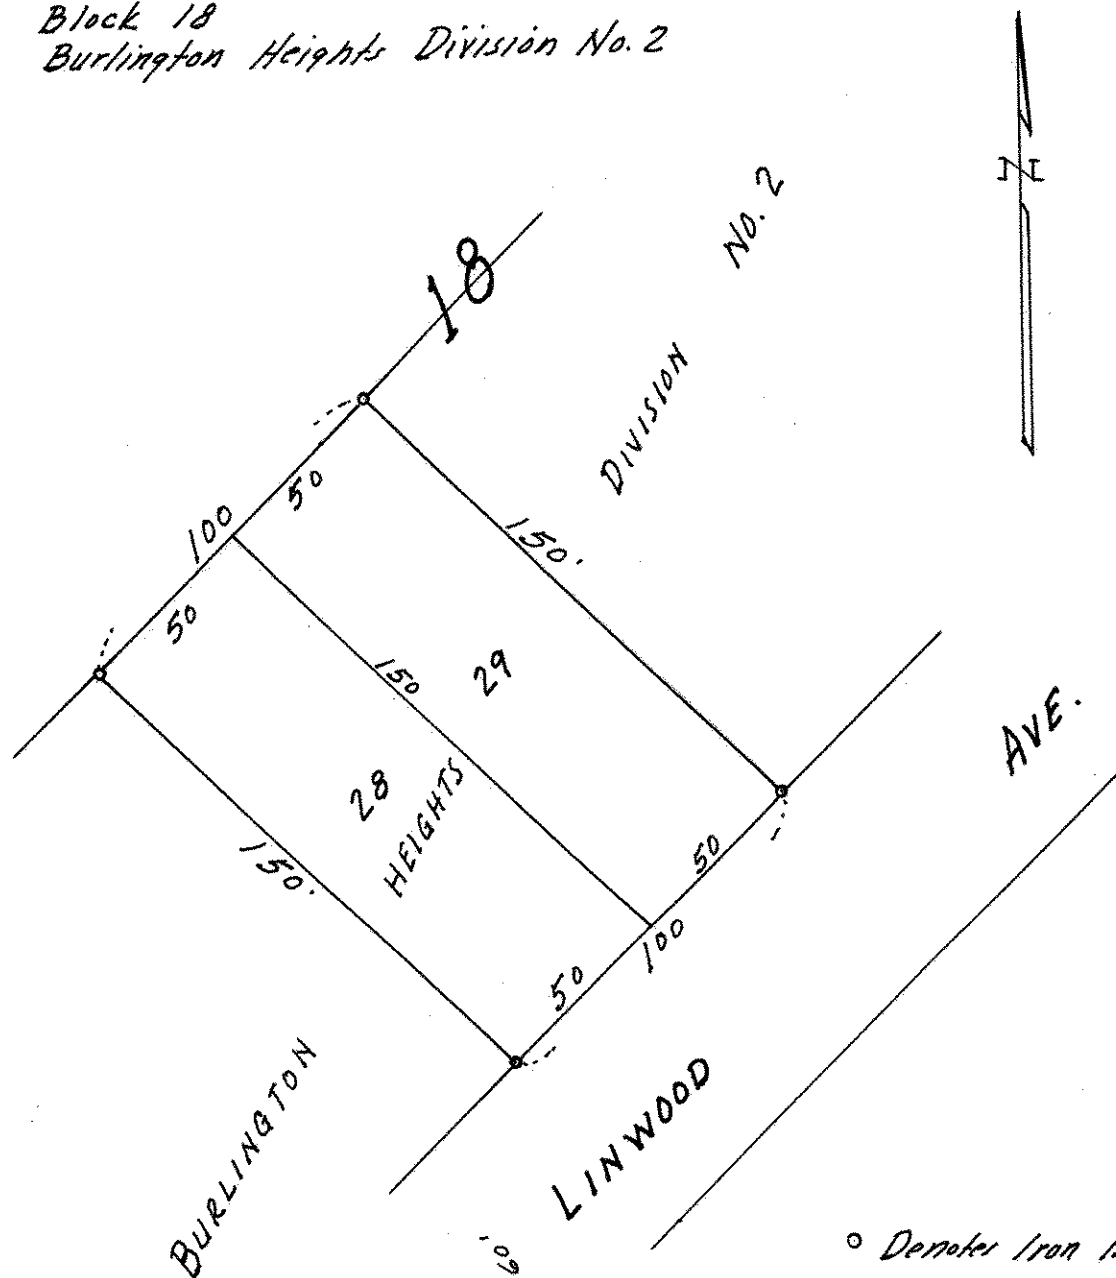 Block 18
Burlington Heights Division No. 2
N
18
BURLINGTON HEIGHTS DIVISION No. 2
100
50
50
150'
150
29
28
150'
50
50
100
LINWOOD AVE.
Denotes Iron